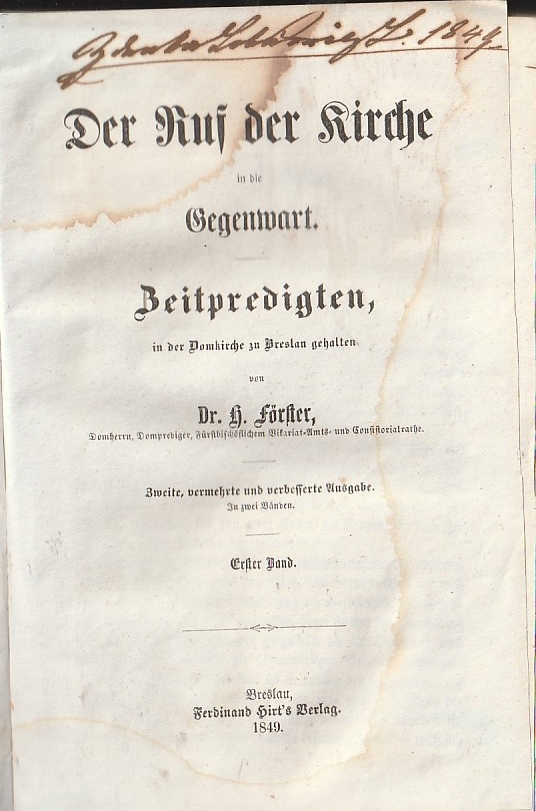 1849.
Der Ruf der Kirche
in die
Gegenwart.
Zeitpredigten,
in der Domkirche zu Breslau gehalten
von
Dr. H. Förster,
Domherrn, Domprediger, Fürstbischöflichem Vikariat-Amts- und Consistorialrathe.
Zweite, vermehrte und verbesserte Ausgabe.
In zwei Bänden.
Erster Band.
Breslau,
Ferdinand Hirt's Verlag.
1849.